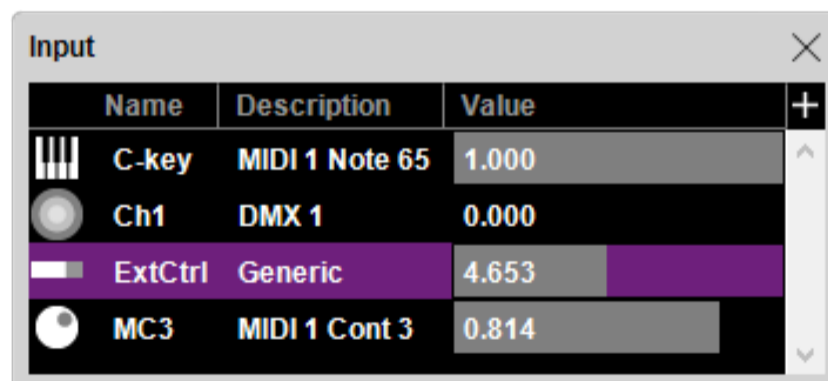 Input
Name Description Value +
C-key MIDI 1 Note 65 1.000
Ch1 DMX 1 0.000
ExtCtrl Generic 4.653
MC3 MIDI 1 Cont 3 0.814